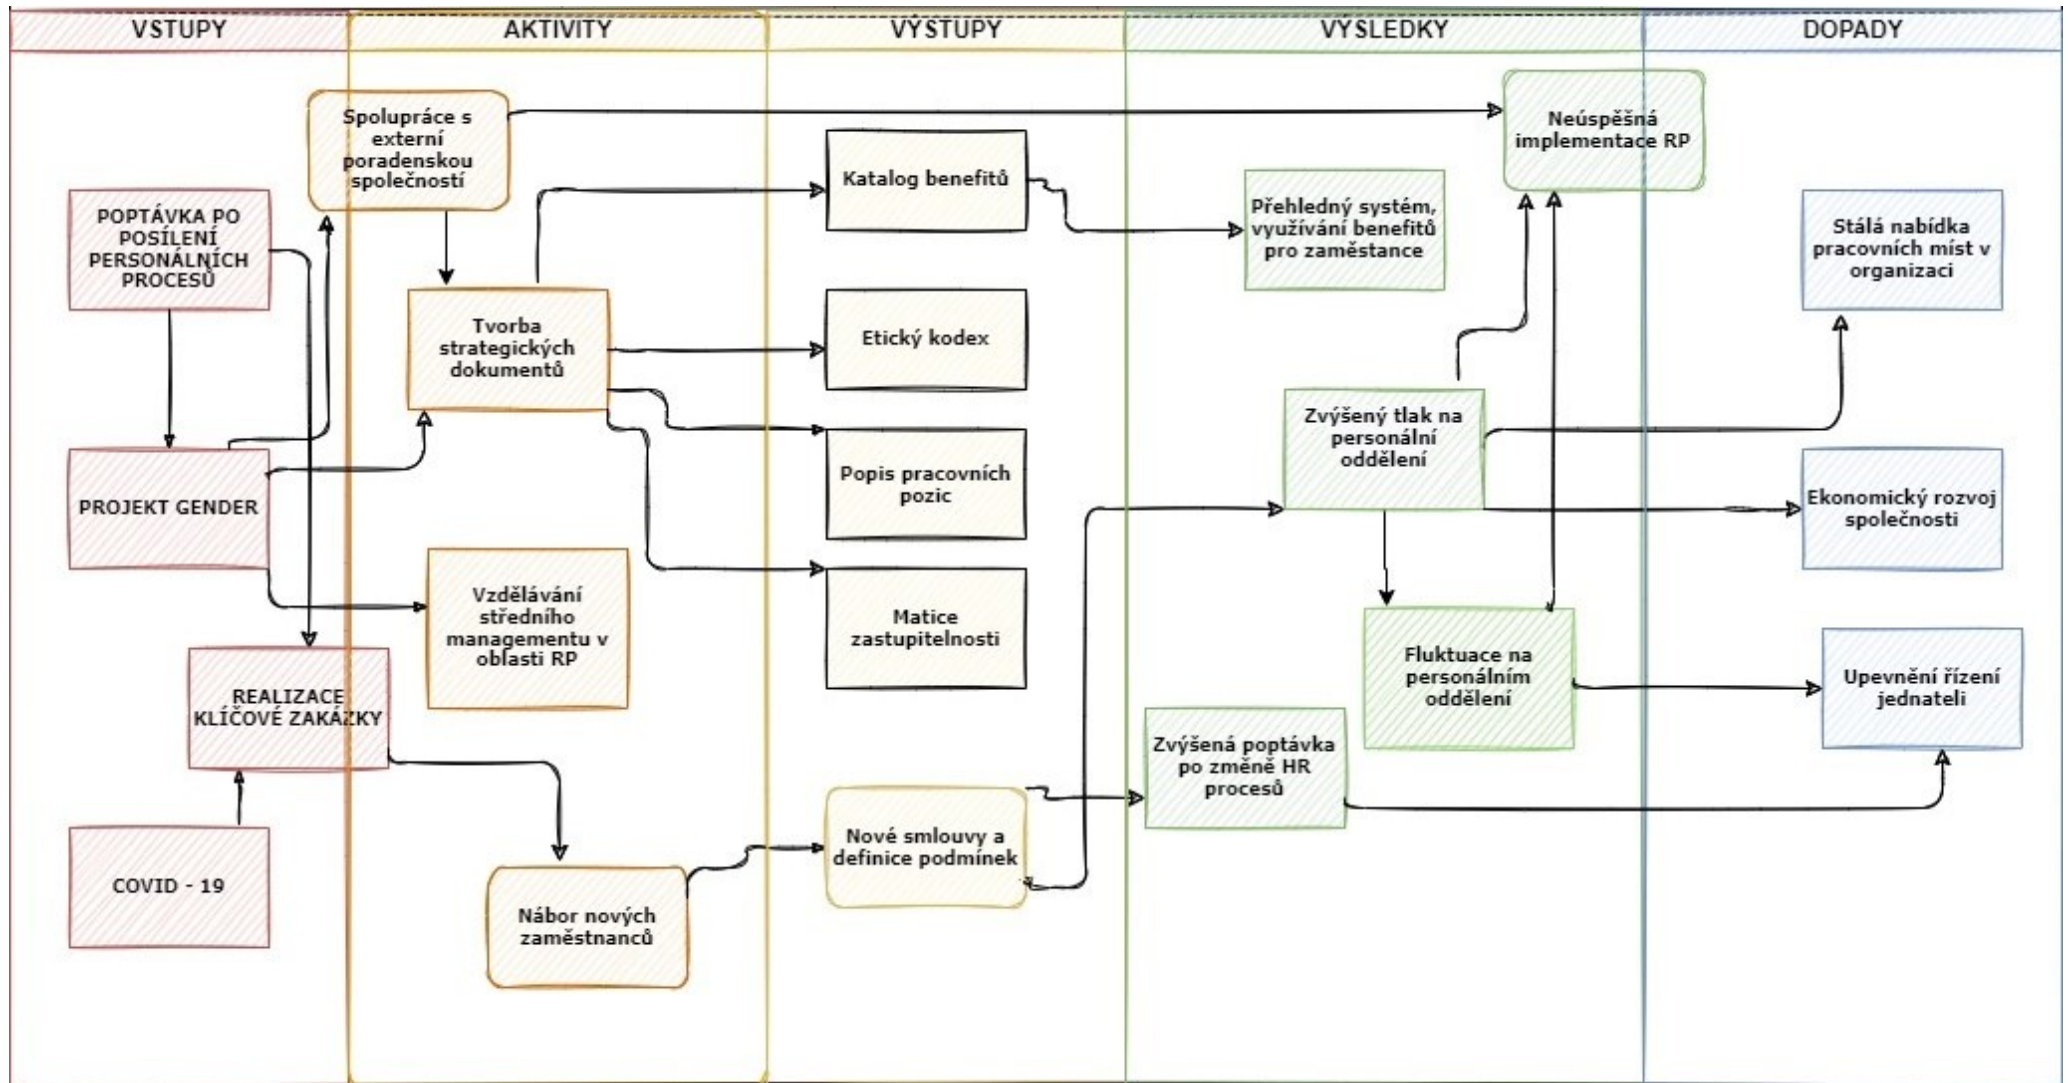 VSTUPY
AKTIVITY
VÝSTUPY
VÝSLEDKY
DOPADY
POPTÁVKA PO
POSÍLENÍ
PERSONÁLNÍCH
PROCESŮ
PROJEKT GENDER
REALIZACE
KLÍČOVÉ ZAKÁZKY
COVID - 19
Spolupráce s
externí
poradenskou
společností
Tvorba
strategických
dokumentů
Vzdělávání
středního
managementu v
oblasti RP
Nábor nových
zaměstnanců
Katalog benefitů
Etický kodex
Popis pracovních
pozic
Matice
zastupitelnosti
Nové smlouvy a
definice podmínek
Neúspěšná
implementace RP
Přehledný systém,
využívání benefitů
pro zaměstance
Zvýšený tlak na
personální
oddělení
Fluktuace na
personálním
oddělení
Zvýšená poptávka
po změně HR
procesů
Stálá nabídka
pracovních míst v
organizaci
Ekonomický rozvoj
společnosti
Upevnění řízení
jednateli